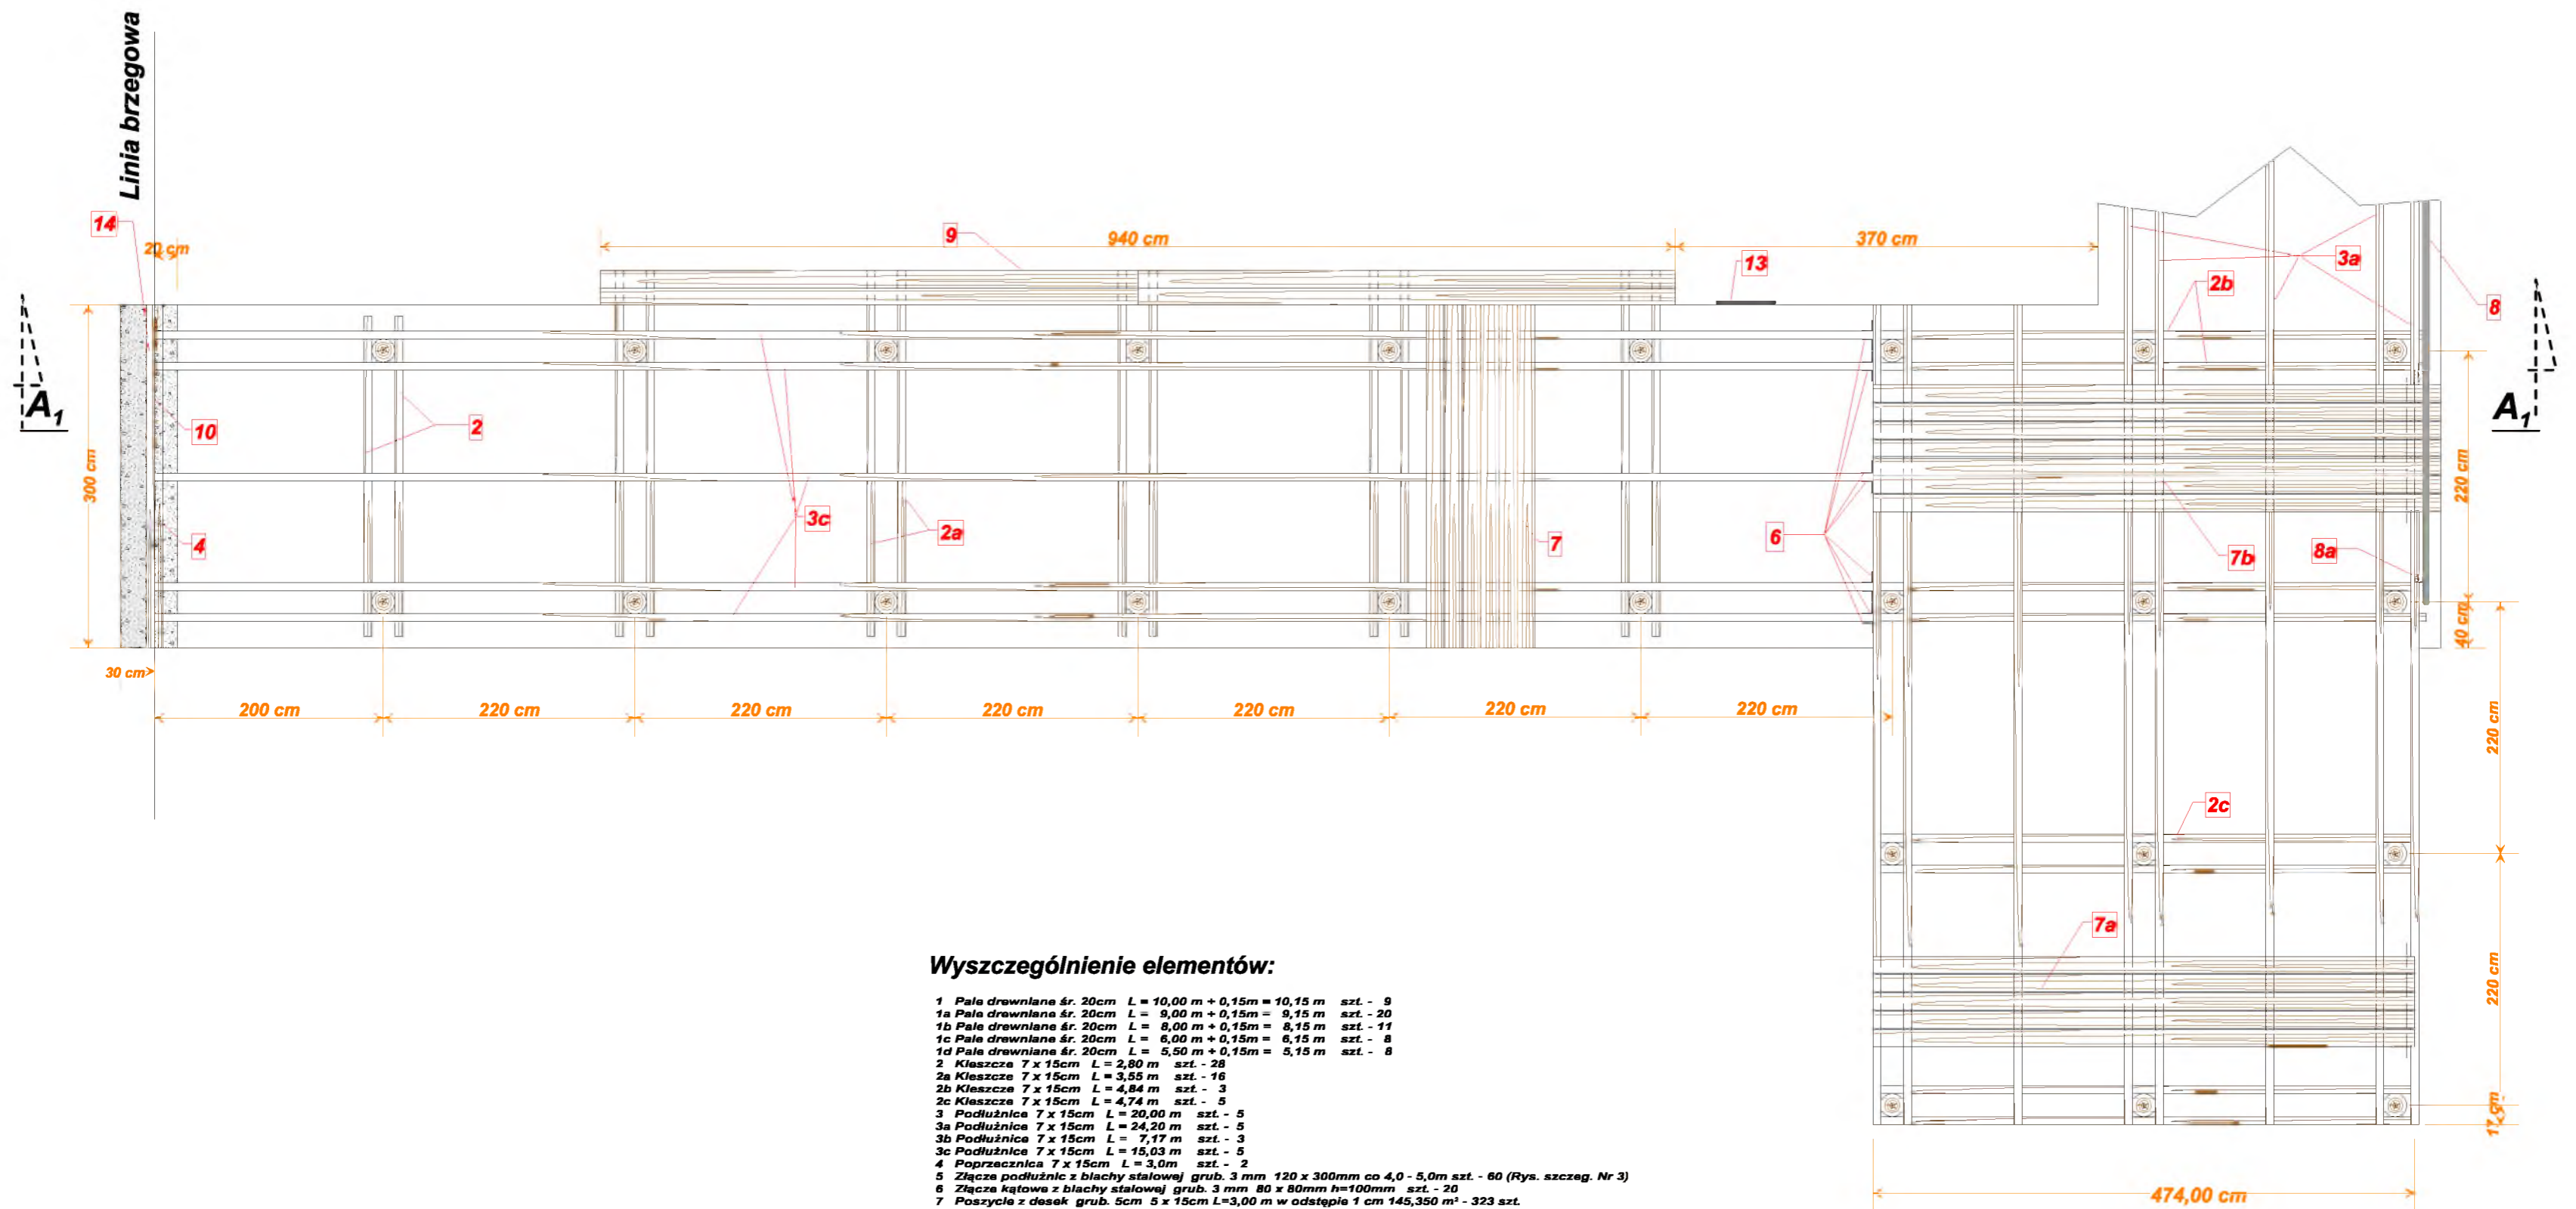 Linia brzegowa
14
22 cm
9
940 cm
370 cm
13
3a
2b
8
A1
A1
10
2
300 cm
4
3c
2a
7
6
7b
8a
220 cm
40 cm
30 cm
200 cm
220 cm
220 cm
220 cm
220 cm
220 cm
220 cm
220 cm
2c
7a
220 cm
17 cm
474,00 cm
Wyszczególnienie elementów:
1 Pale drewniane śr. 20cm L = 10,00 m + 0,15m = 10,15 m szt. - 9
1a Pale drewniane śr. 20cm L = 9,00 m + 0,15m = 9,15 m szt. - 20
1b Pale drewniane śr. 20cm L = 8,00 m + 0,15m = 8,15 m szt. - 11
1c Pale drewniane śr. 20cm L = 6,00 m + 0,15m = 6,15 m szt. - 8
1d Pale drewniane śr. 20cm L = 5,50 m + 0,15m = 5,15 m szt. - 8
2 Kleszcze 7 x 15cm L = 2,80 m szt. - 28
2a Kleszcze 7 x 15cm L = 3,55 m szt. - 16
2b Kleszcze 7 x 15cm L = 4,84 m szt. - 3
2c Kleszcze 7 x 15cm L = 4,74 m szt. - 5
3 Podłużnice 7 x 15cm L = 20,00 m szt. - 5
3a Podłużnice 7 x 15cm L = 24,20 m szt. - 5
3b Podłużnice 7 x 15cm L = 7,17 m szt. - 3
3c Podłużnice 7 x 15cm L = 15,03 m szt. - 5
4 Poprzecznica 7 x 15cm L = 3,0m szt. - 2
5 Złącze podłużnic z blachy stalowej grub. 3 mm 120 x 300mm co 4,0 - 5,0m szt. - 60 (Rys. szczeg. Nr 3)
6 Złącze kątowe z blachy stalowej grub. 3 mm 80 x 80mm h=100mm szt. - 20
7 Poszycie z desek grub. 5cm 5 x 15cm L=3,00 m w odstępie 1 cm 145,350 m² - 323 szt.